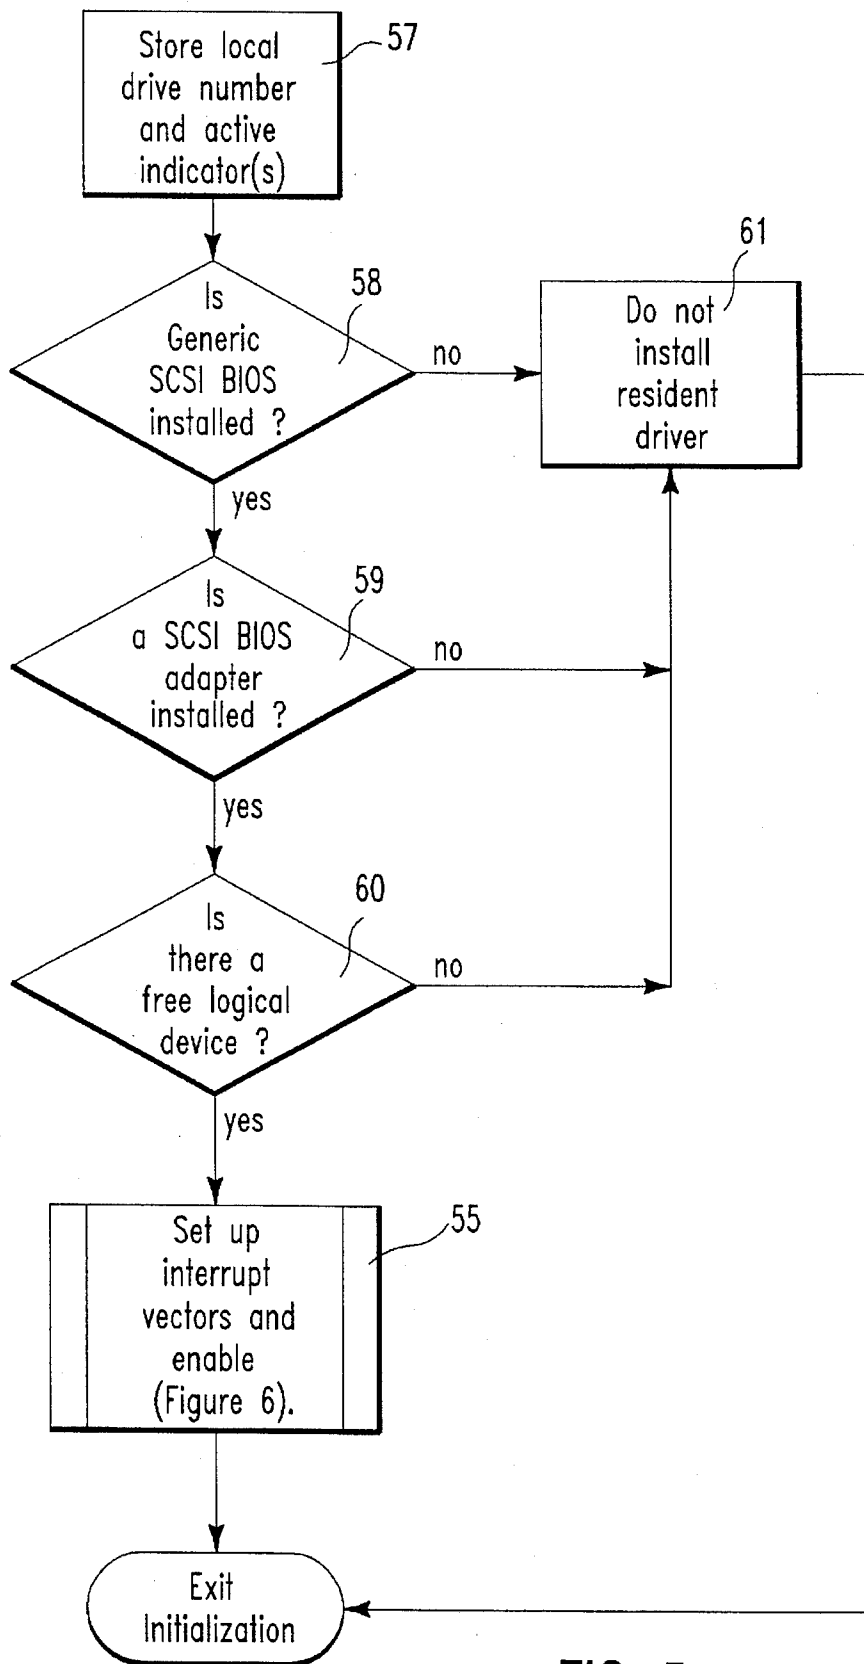 Store local
drive number
and active
indicator(s)
57
Is
Generic
SCSI BIOS
installed ?
58
no
yes
Do not
install
resident
driver
61
Is
a SCSI BIOS
adapter
installed ?
59
no
yes
Is
there a
free logical
device ?
60
no
yes
Set up
interrupt
vectors and
enable
(Figure 6).
55
Exit
Initialization